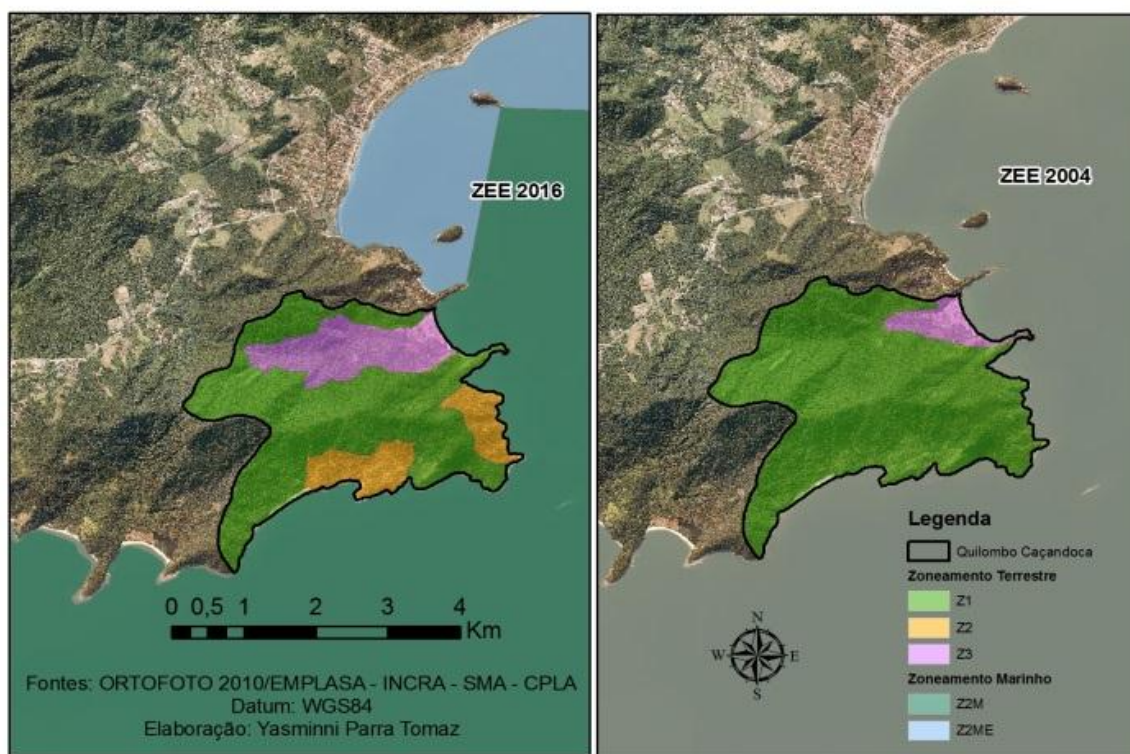 ZEE 2016
0 0,5 1 2 3 4
Km
Fontes: ORTOFOTO 2010/EMPLASA - INCRA - SMA - CPLA
Datum: WGS84
Elaboração: Yasminni Parra Tomaz
ZEE 2004
Legenda
Quilombo Caçandoca
Zoneamento Terrestre
Z1
Z2
Z3
Zoneamento Marinho
Z2M
Z2ME
N
W E
S